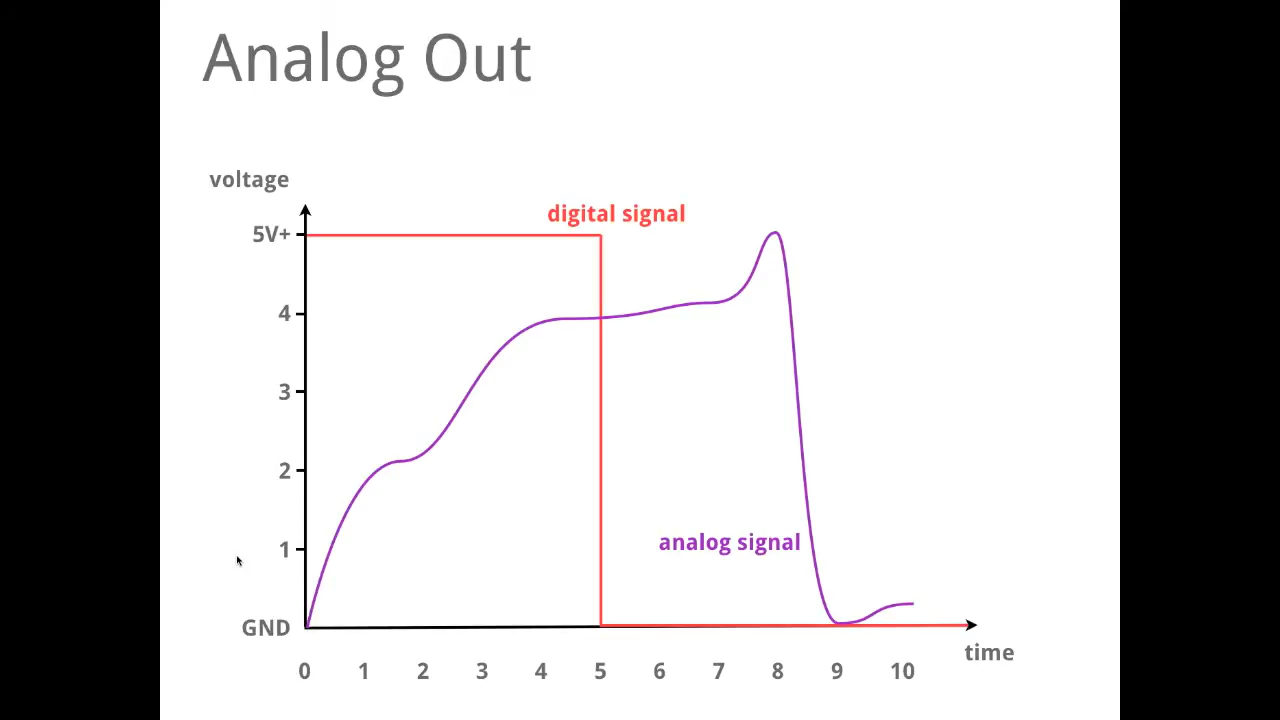 Analog Out
voltage
digital signal
5V+
4
3
2
analog signal
1
GND
time
0 1 2 3 4 5 6 7 8 9 10